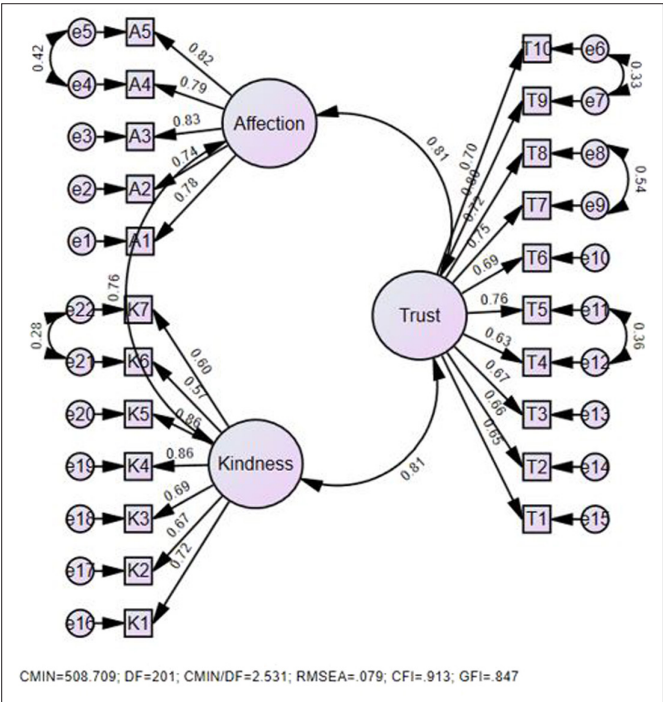 e5 A5 T10 e6
0.42 0.82 0.33
e4 A4 T9 e7
0.79
e3 A3 0.83 Affection T8 e8
0.74 0.81 0.70 0.54
e2 A2 T7 e9
0.78 0.72
e1 A1 0.75 T6 e10
0.69
0.76
e22 K7 Trust 0.76 T5 e11
0.28 0.63 0.36
e21 K6 0.60 T4 e12
0.57 0.67
e20 K5 0.86 0.66 T3 e13
0.65
e19 K4 0.86 Kindness 0.81 T2 e14
0.69
e18 K3 T1 e15
0.67
e17 K2 0.72
e16 K1
CMIN=508.709; DF=201; CMIN/DF=2.531; RMSEA=.079; CFI=.913; GFI=.847